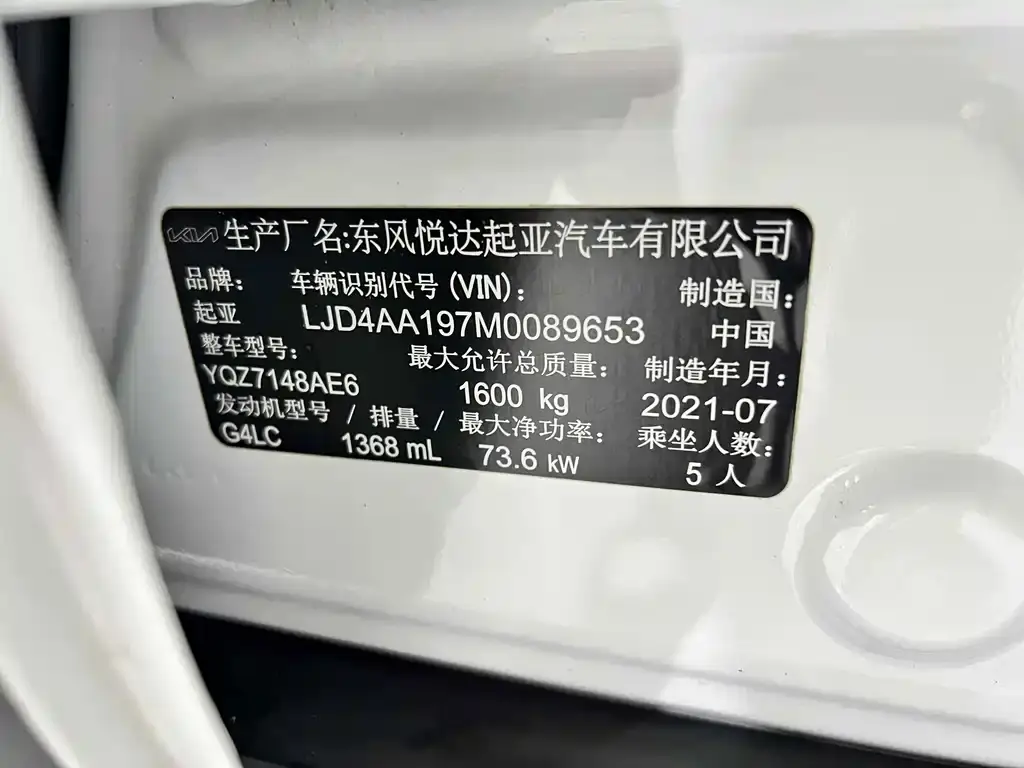 KIA 生产厂名:东风悦达起亚汽车有限公司
品牌: 车辆识别代号(VIN): 制造国:
起亚 LJD4AA197M0089653 中国
整车型号: 最大允许总质量: 制造年月:
YQZ7148AE6 1600 kg 2021-07
发动机型号 / 排量 / 最大净功率: 乘坐人数:
G4LC 1368 mL 73.6 kW 5 人